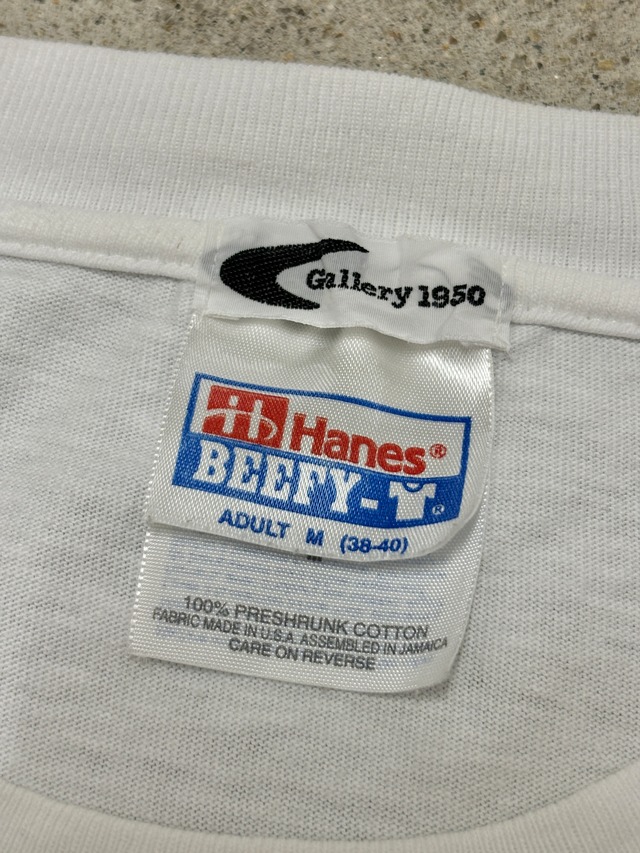 Gallery 1950
Hanes®
BEEFY-T®
ADULT M (38-40)
100% PRESHRUNK COTTON
FABRIC MADE IN U.S.A. ASSEMBLED IN JAMAICA
CARE ON REVERSE